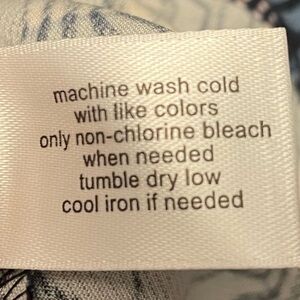 machine wash cold
with like colors
only non-chlorine bleach
when needed
tumble dry low
cool iron if needed